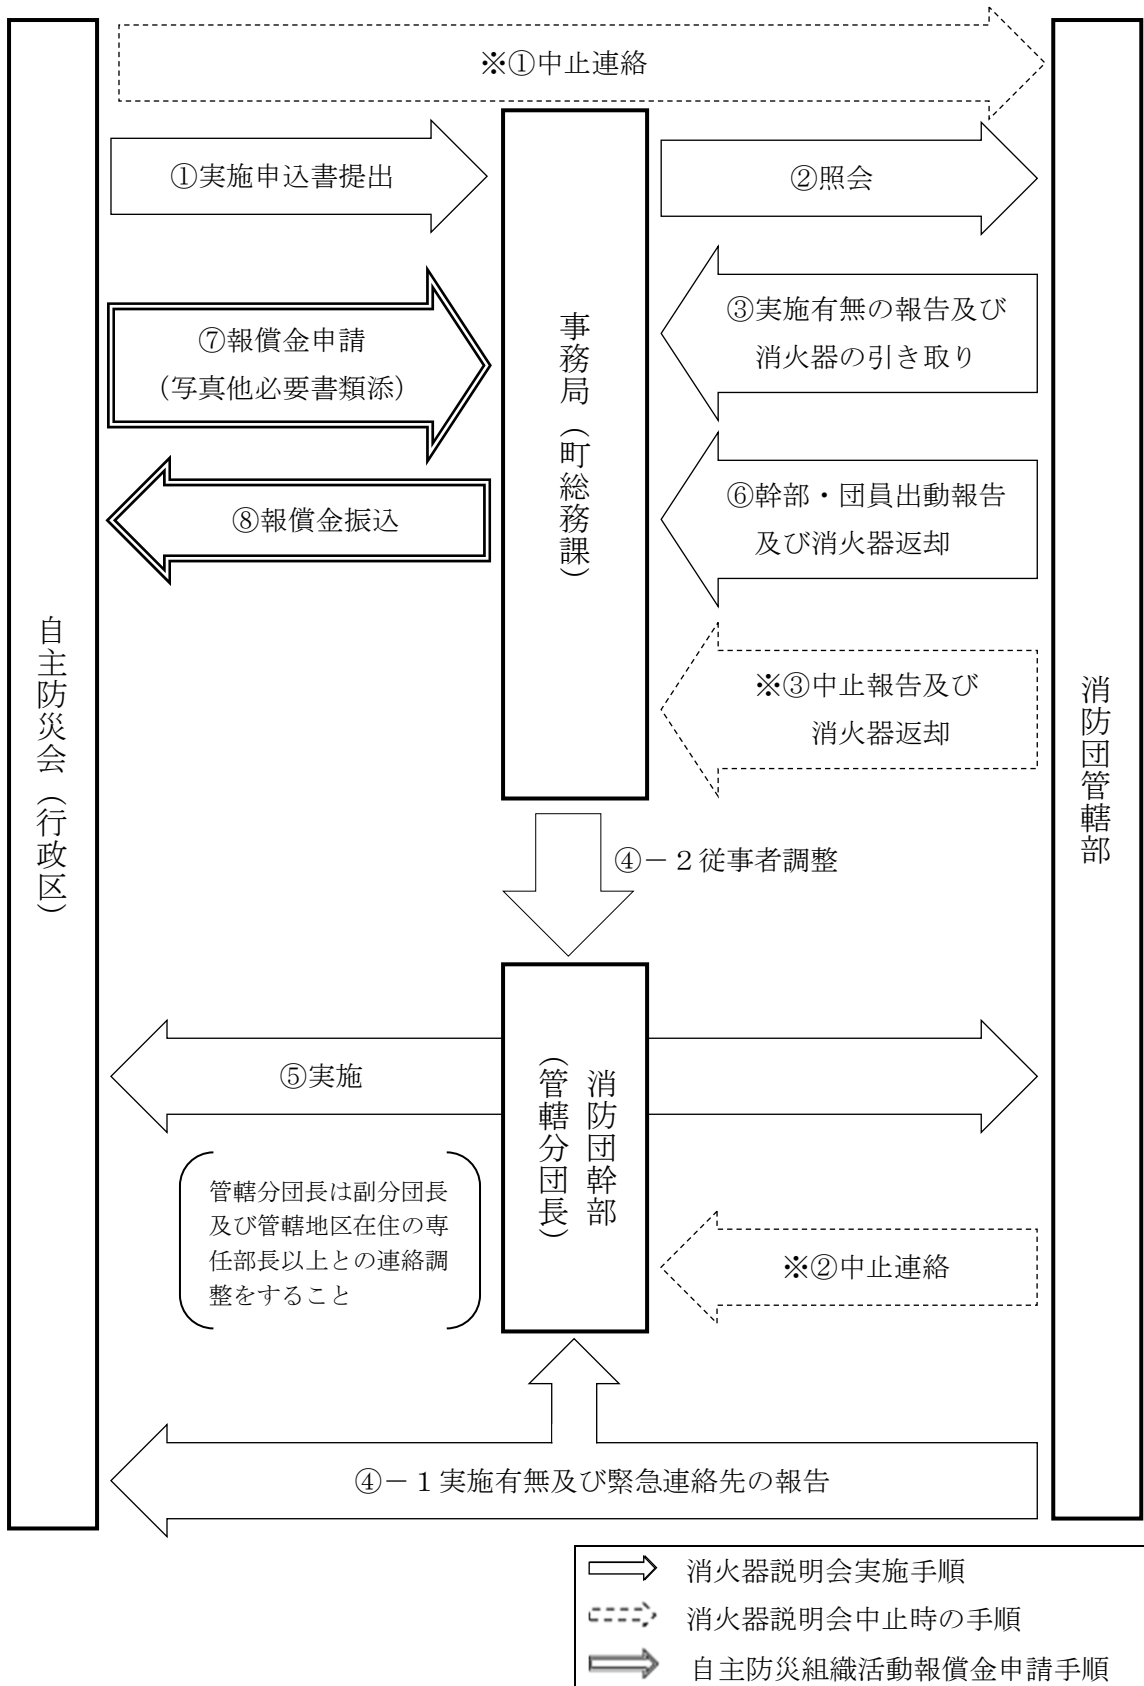 ※①中止連絡
①実施申込書提出
②照会
③実施有無の報告及び
消火器の引き取り
⑦報償金申請
（写真他必要書類添）
⑥幹部・団員出動報告
及び消火器返却
⑧報償金振込
事務局（町総務課）
※③中止報告及び
消火器返却
自主防災会（行政区）
消防団管轄部
④－２従事者調整
消防団幹部
（管轄分団長）
⑤実施
管轄分団長は副分団長
及び管轄地区在住の専
任部長以上との連絡調
整をすること
※②中止連絡
④－１実施有無及び緊急連絡先の報告
消火器説明会実施手順
消火器説明会中止時の手順
自主防災組織活動報償金申請手順